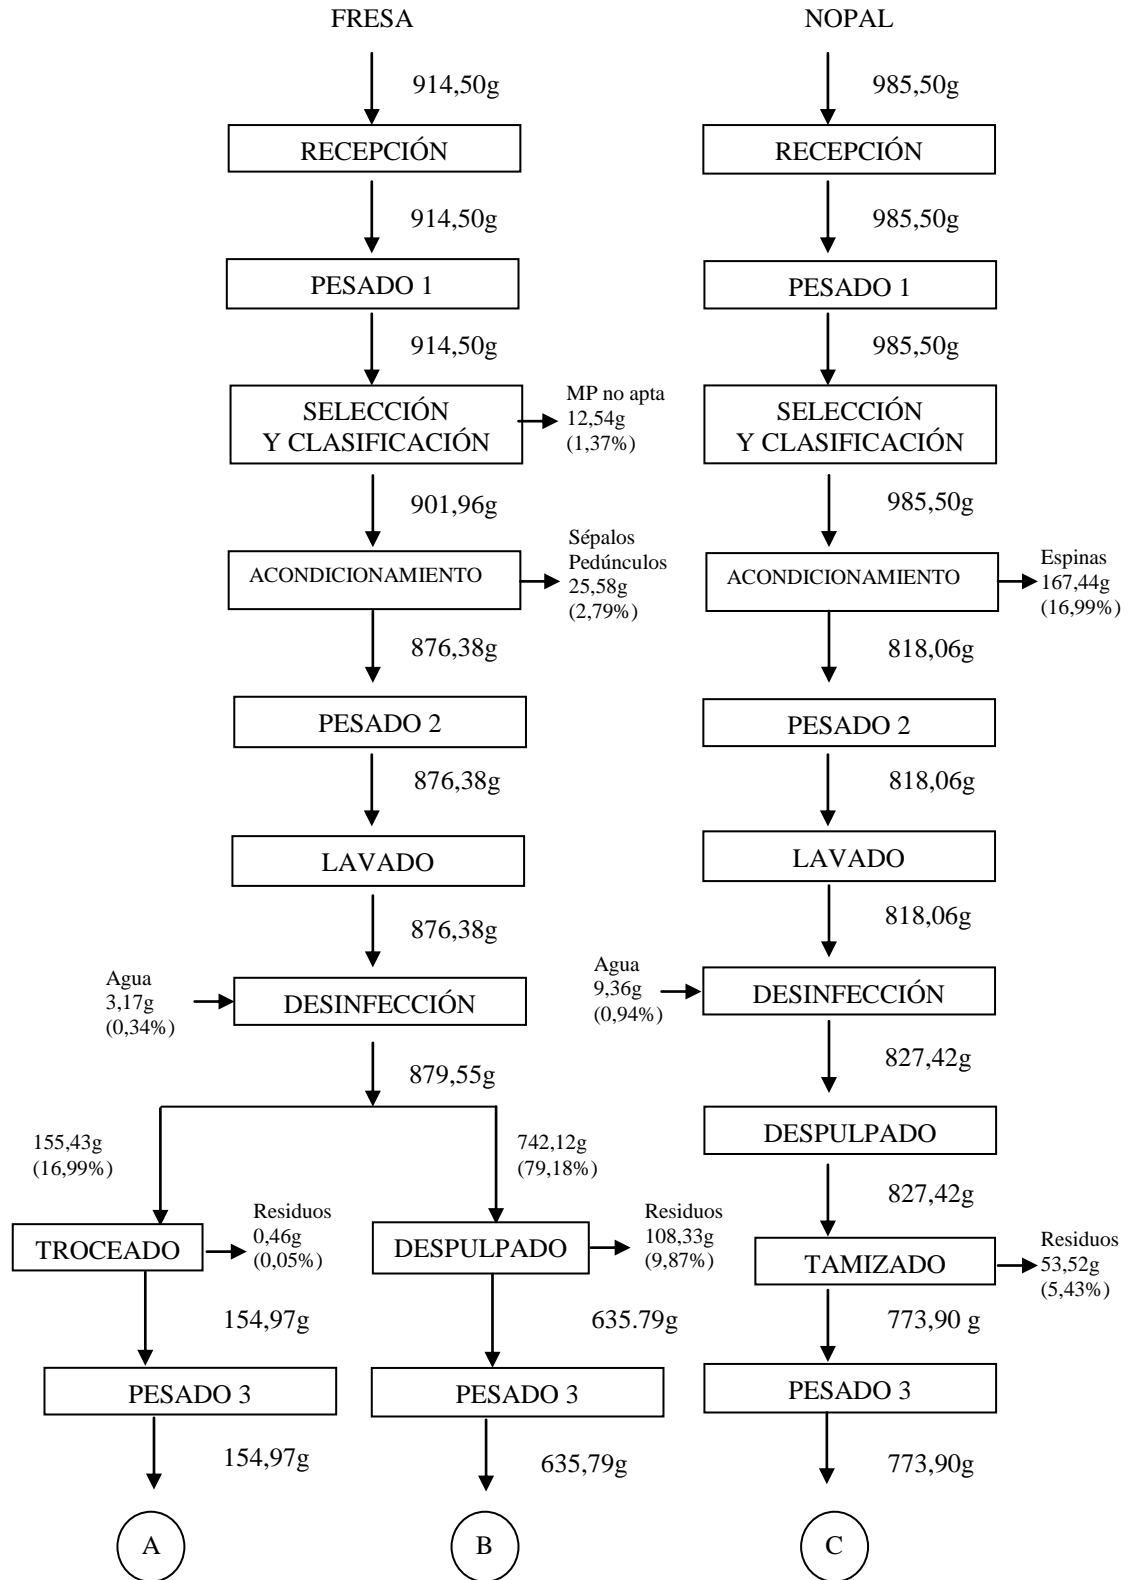 FRESA
NOPAL
914,50g
985,50g
RECEPCIÓN
RECEPCIÓN
914,50g
985,50g
PESADO 1
PESADO 1
914,50g
985,50g
SELECCIÓN
Y CLASIFICACIÓN
MP no apta
12,54g
(1,37%)
SELECCIÓN
Y CLASIFICACIÓN
901,96g
985,50g
ACONDICIONAMIENTO
Sépalos
Pedúnculos
25,58g
(2,79%)
ACONDICIONAMIENTO
Espinas
167,44g
(16,99%)
876,38g
818,06g
PESADO 2
PESADO 2
876,38g
818,06g
LAVADO
LAVADO
876,38g
818,06g
Agua
3,17g
(0,34%)
DESINFECCIÓN
Agua
9,36g
(0,94%)
DESINFECCIÓN
879,55g
827,42g
155,43g
(16,99%)
742,12g
(79,18%)
DESPULPADO
827,42g
TROCEADO
Residuos
0,46g
(0,05%)
DESPULPADO
Residuos
108,33g
(9,87%)
TAMIZADO
Residuos
53,52g
(5,43%)
154,97g
635.79g
773,90 g
PESADO 3
PESADO 3
PESADO 3
154,97g
635,79g
773,90g
A
B
C